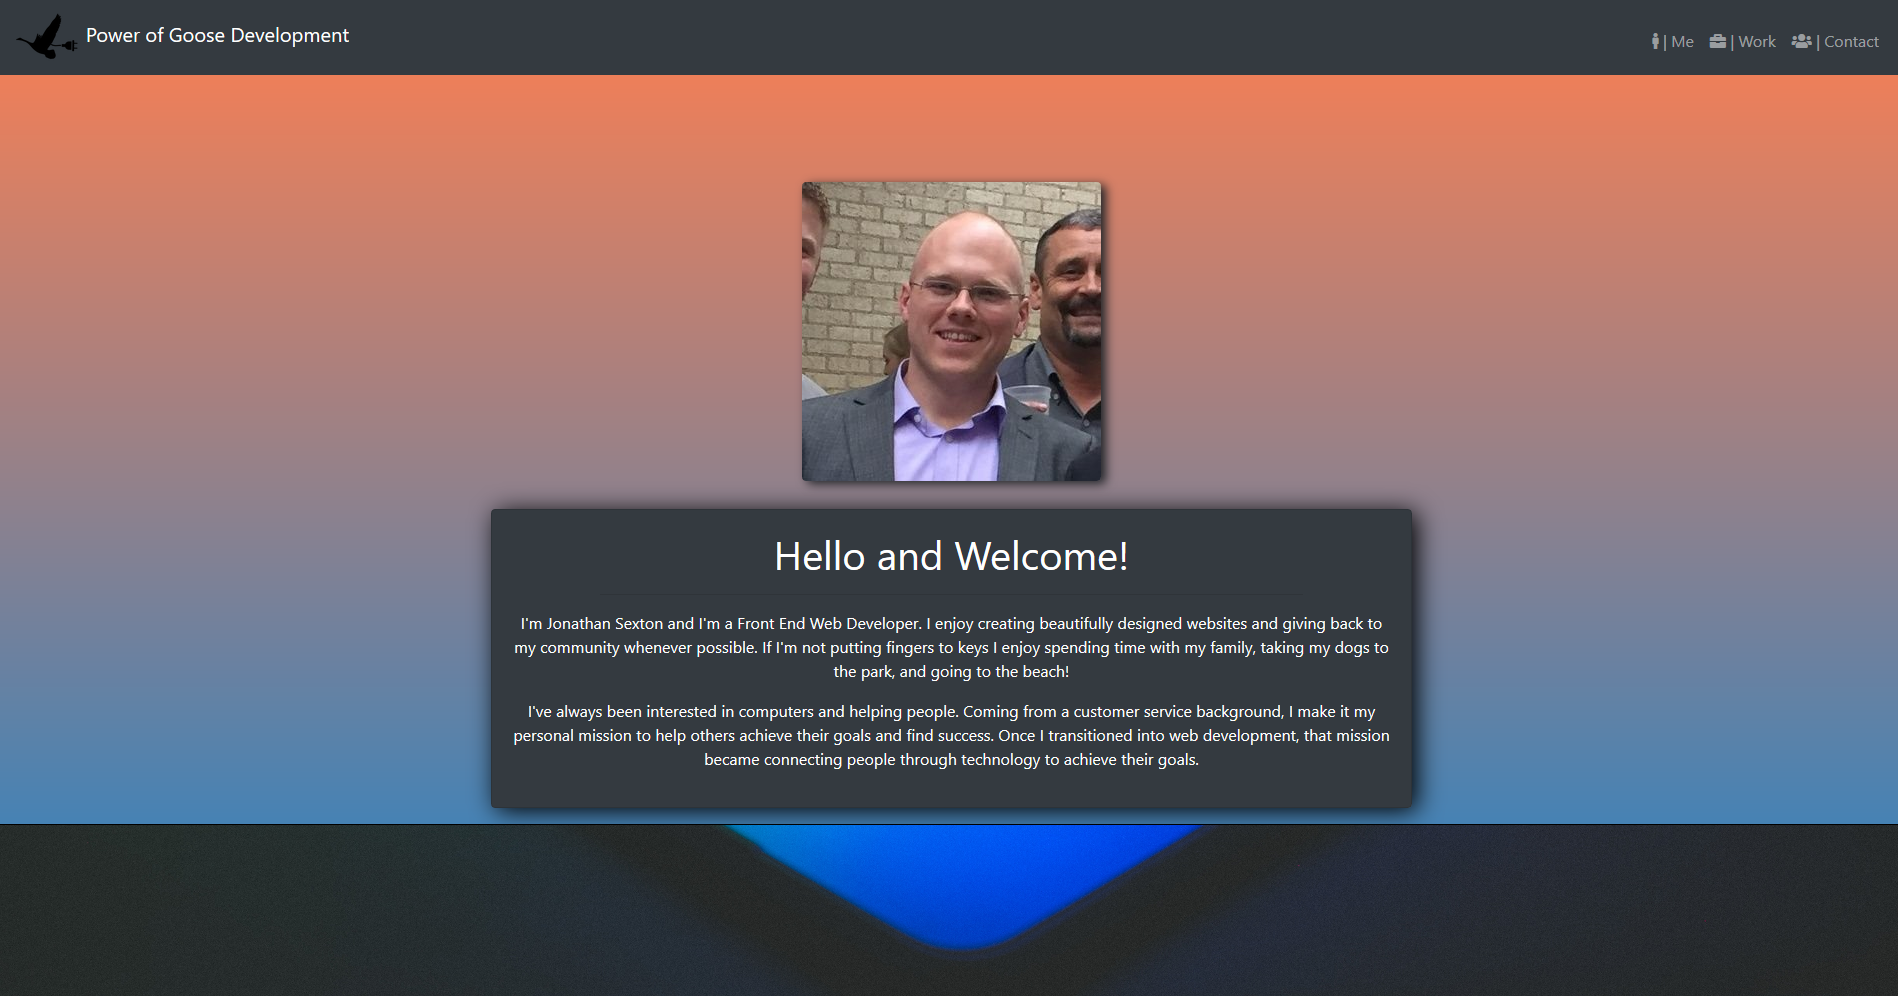 Power of Goose Development
| Me | Work | Contact
Hello and Welcome!
I'm Jonathan Sexton and I'm a Front End Web Developer. I enjoy creating beautifully designed websites and giving back to
my community whenever possible. If I'm not putting fingers to keys I enjoy spending time with my family, taking my dogs to
the park, and going to the beach!
I've always been interested in computers and helping people. Coming from a customer service background, I make it my
personal mission to help others achieve their goals and find success. Once I transitioned into web development, that mission
became connecting people through technology to achieve their goals.